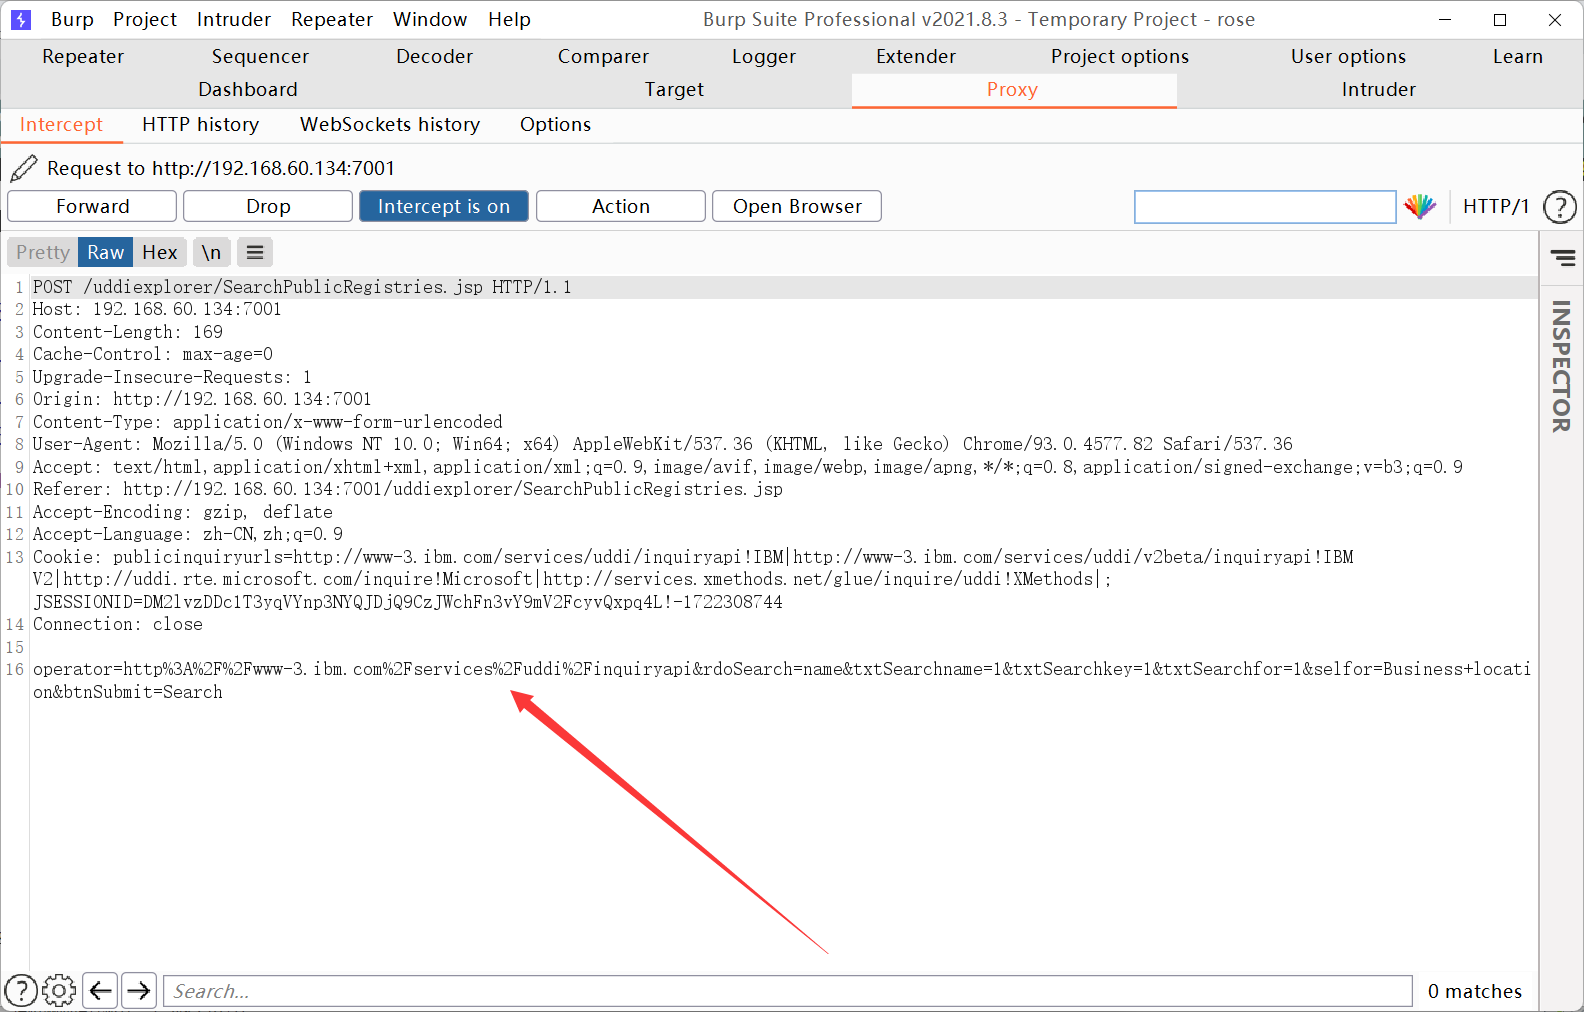 Burp Project Intruder Repeater Window Help Burp Suite Professional v2021.8.3 - Temporary Project - rose
Repeater Sequencer Decoder Comparer Logger Extender Project options User options Learn
Dashboard Target Proxy Intruder
Intercept HTTP history WebSockets history Options
Request to http://192.168.60.134:7001
Forward Drop Intercept is on Action Open Browser HTTP/1 ?
Pretty Raw Hex \n
INSPECTOR
1 POST /uddiexplorer/SearchPublicRegistries.jsp HTTP/1.1
2 Host: 192.168.60.134:7001
3 Content-Length: 169
4 Cache-Control: max-age=0
5 Upgrade-Insecure-Requests: 1
6 Origin: http://192.168.60.134:7001
7 Content-Type: application/x-www-form-urlencoded
8 User-Agent: Mozilla/5.0 (Windows NT 10.0; Win64; x64) AppleWebKit/537.36 (KHTML, like Gecko) Chrome/93.0.4577.82 Safari/537.36
9 Accept: text/html,application/xhtml+xml,application/xml;q=0.9,image/avif,image/webp,image/apng,*/*;q=0.8,application/signed-exchange;v=b3;q=0.9
10 Referer: http://192.168.60.134:7001/uddiexplorer/SearchPublicRegistries.jsp
11 Accept-Encoding: gzip, deflate
12 Accept-Language: zh-CN,zh;q=0.9
13 Cookie: publicinquiryurls=http://www-3.ibm.com/services/uddi/inquiryapi!IBM|http://www-3.ibm.com/services/uddi/v2beta/inquiryapi!IBM
V2|http://uddi.rte.microsoft.com/inquire!Microsoft|http://services.xmethods.net/glue/inquire/uddi!XMethods|;
JSESSIONID=DM2lvzDDc1T3yqVYnp3NYQJDjQ9CzJWchFn3vY9mV2FcyvQxpq4L!-1722308744
14 Connection: close
15
16 operator=http%3A%2F%2Fwww-3.ibm.com%2Fservices%2Fuddi%2Finquiryapi&rdoSearch=name&txtSearchname=1&txtSearchkey=1&txtSearchfor=1&selfor=Business+locati
on&btnSubmit=Search
? Search... 0 matches